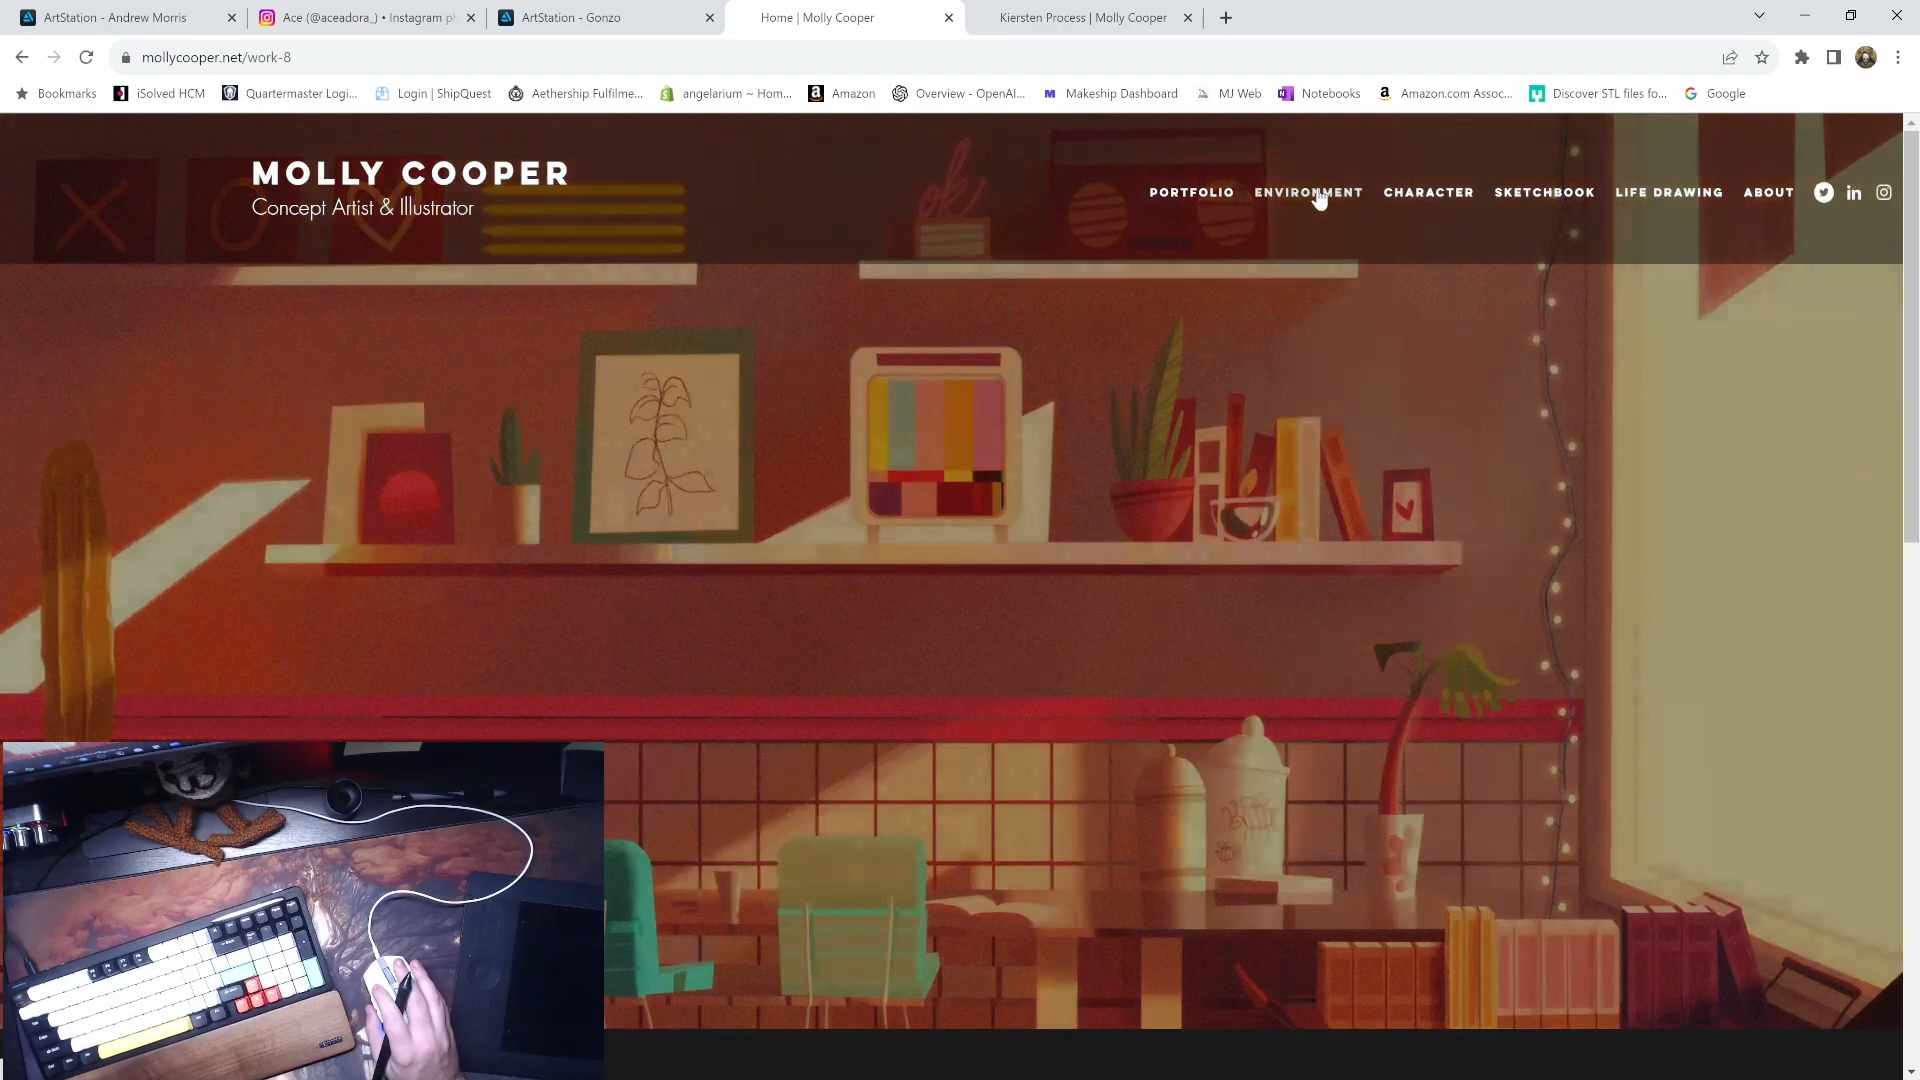 ArtStation - Andrew Morris
Ace (@aceadora_) • Instagram ph
ArtStation - Gonzo
Home | Molly Cooper
Kiersten Process | Molly Cooper
mollycooper.net/work-8
Bookmarks
iSolved HCM
Quartermaster Logi...
Login | ShipQuest
Aethership Fulfilme...
angelarium ~ Hom...
Amazon
Overview - OpenAI...
Makeship Dashboard
MJ Web
Notebooks
Amazon.com Assoc...
Discover STL files fo...
Google
MOLLY COOPER
Concept Artist & Illustrator
PORTFOLIO
ENVIRONMENT
CHARACTER
SKETCHBOOK
LIFE DRAWING
ABOUT
ok